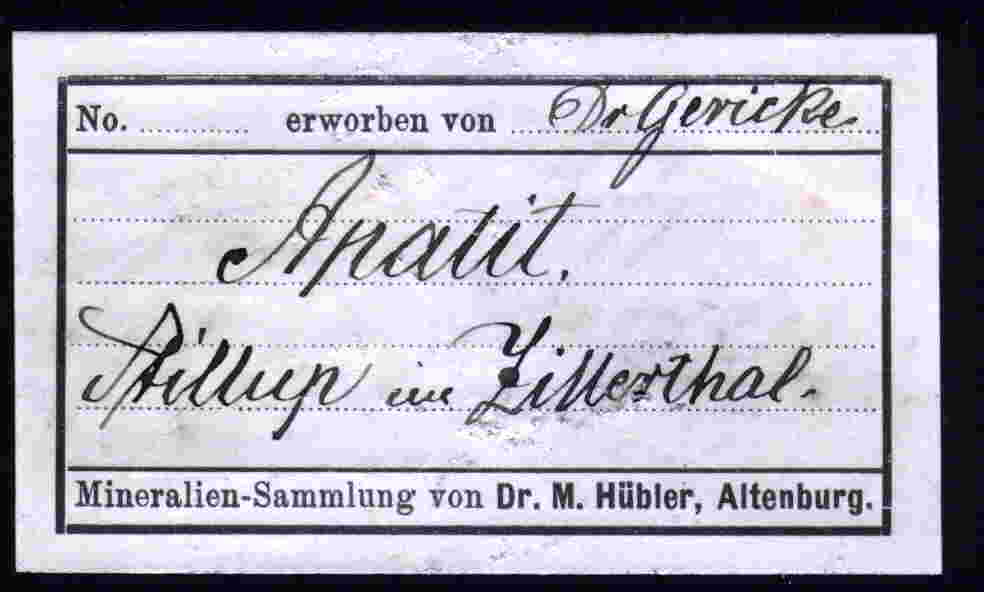 No. .......... erworben von Dr Gericke
Apatit.
Stillup im Zillerthal.
Mineralien-Sammlung von Dr. M. Hübler, Altenburg.